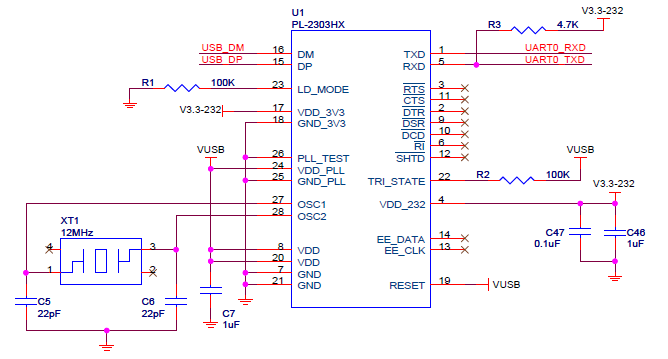 U1
PL-2303HX
V3.3-232
R3
4.7K
USB_DM
16
DM
TXD
1
UART0_RXD
USB_DP
15
DP
RXD
5
UART0_TXD
R1
100K
23
LD_MODE
RTS
3
CTS
11
V3.3-232
17
VDD_3V3
DTR
2
18
GND_3V3
DSR
9
DCD
10
RI
6
VUSB
26
PLL_TEST
SHTD
12
VUSB
24
VDD_PLL
25
GND_PLL
TRI_STATE
22
R2
100K
V3.3-232
27
OSC1
VDD_232
4
28
OSC2
XT1
12MHz
C47
0.1uF
C46
1uF
4
3
1
2
8
VDD
EE_DATA
14
20
VDD
EE_CLK
13
7
GND
21
GND
RESET
19
VUSB
C5
22pF
C6
22pF
C7
1uF